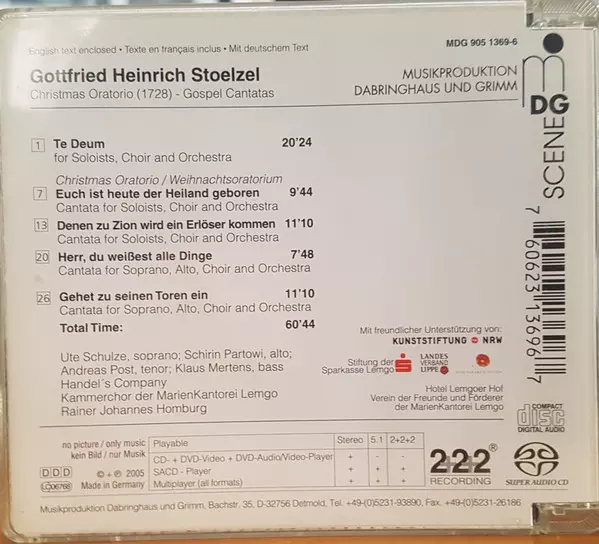 English text enclosed • Texte en français inclus • Mit deutschem Text
MDG 905 1369-6
Gottfried Heinrich Stoelzel
Christmas Oratorio (1728) - Gospel Cantatas
MUSIKPRODUKTION
DABRINGHAUS UND GRIMM
MDG
SCENE
1 Te Deum 20'24
for Soloists, Choir and Orchestra
Christmas Oratorio / Weihnachtsoratorium
7 Euch ist heute der Heiland geboren 9'44
Cantata for Soloists, Choir and Orchestra
13 Denen zu Zion wird ein Erlöser kommen 11'10
Cantata for Soloists, Choir and Orchestra
20 Herr, du weißest alle Dinge 7'48
Cantata for Soprano, Alto, Choir and Orchestra
26 Gehet zu seinen Toren ein 11'10
Cantata for Soprano, Alto, Choir and Orchestra
Total Time: 60'44
Ute Schulze, soprano; Schirin Partowi, alto;
Andreas Post, tenor; Klaus Mertens, bass
Handel´s Company
Kammerchor der MarienKantorei Lemgo
Rainer Johannes Homburg
7 60623 13696 7
Mit freundlicher Unterstützung von:
KUNSTSTIFTUNG NRW
Stiftung der
Sparkasse Lemgo
LANDES
VERBAND
LIPPE
Hotel Lemgoer Hof
Verein der Freunde und Förderer
der MarienKantorei Lemgo
COMPACT
disc
DIGITAL AUDIO
no picture / only music
kein Bild / nur Musik
DDD
© + ℗ 2005
LC06768
Made in Germany
Playable Stereo 5.1 2+2+2
CD- + DVD-Video + DVD-Audio/Video-Player + - -
SACD - Player + + +
Multiplayer (all formats) + + +
2+2+2®
RECORDING
SUPER AUDIO CD
Musikproduktion Dabringhaus und Grimm, Bachstr. 35, D-32756 Detmold, Tel. +49-(0)5231-93890, Fax +49-(0)5231-26186